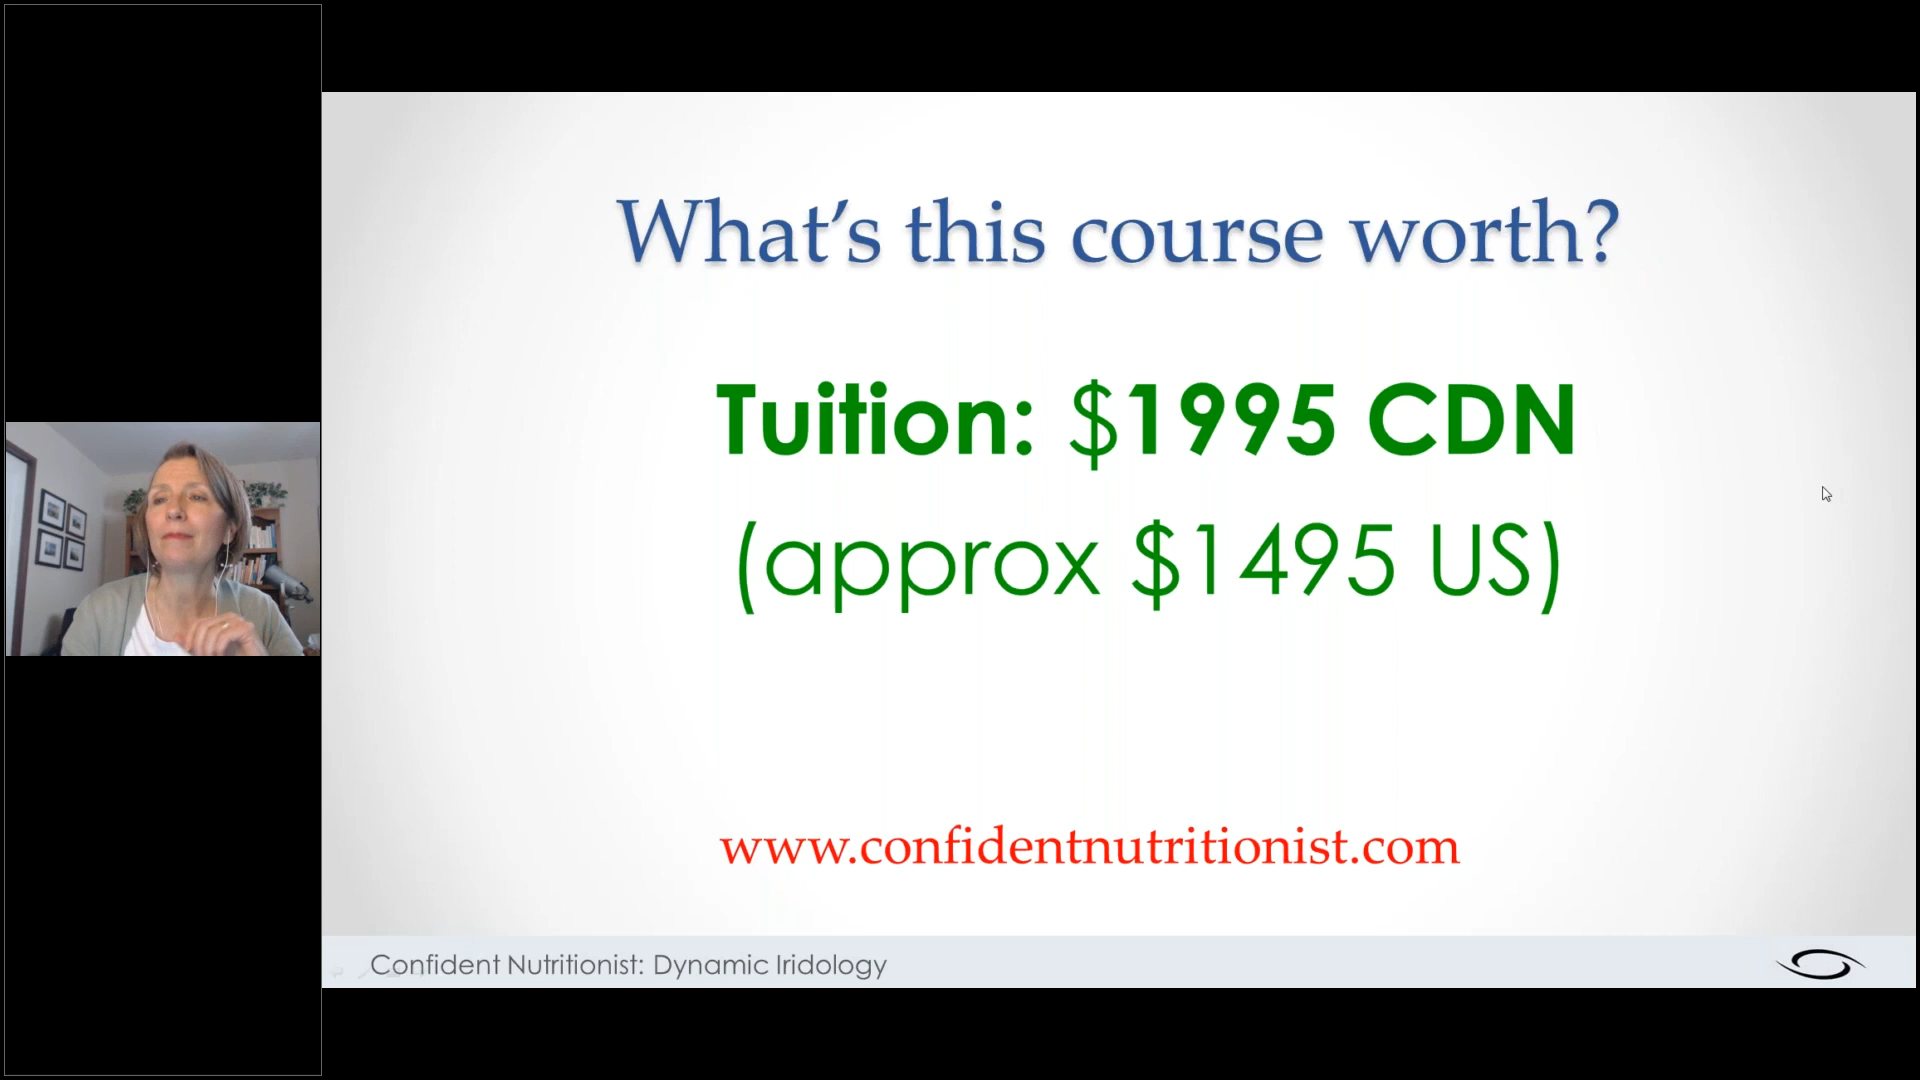 What's this course worth?
Tuition: $1995 CDN
(approx $1495 US)
www.confidentnutritionist.com
Confident Nutritionist: Dynamic Iridology